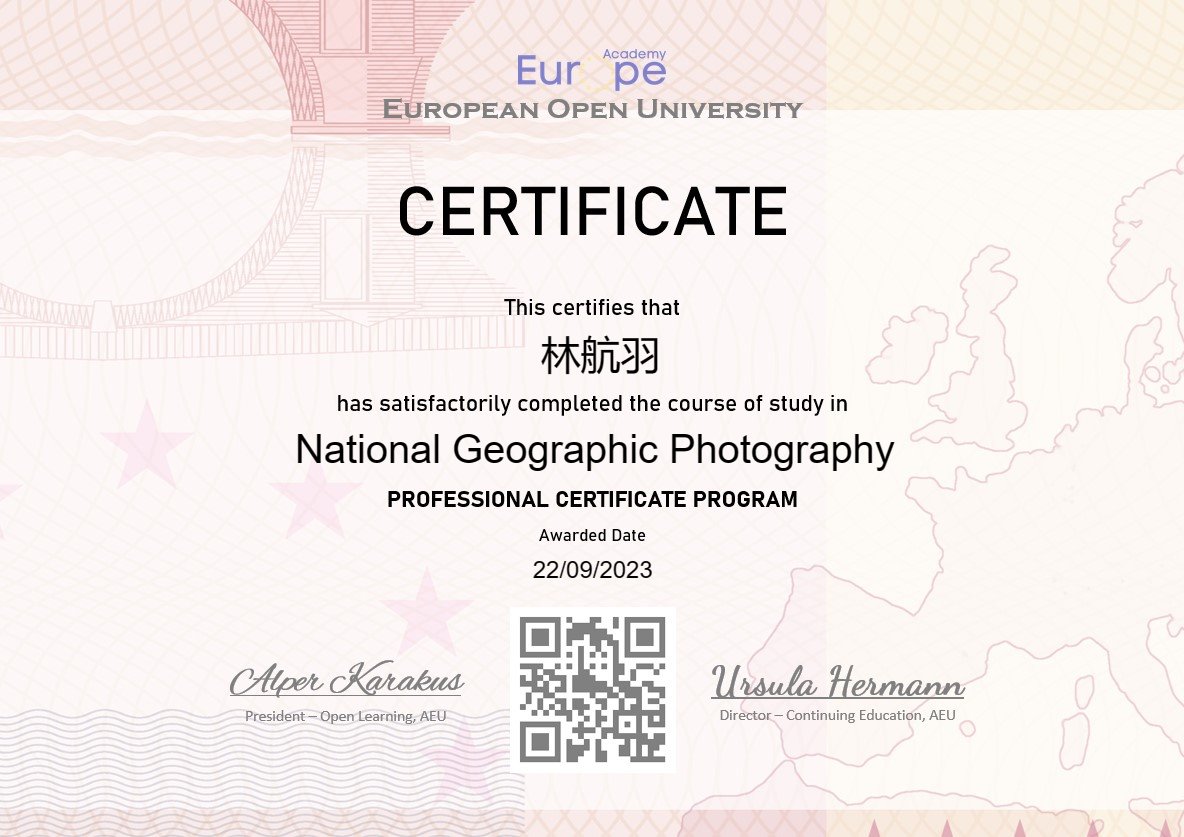 Academy
Eur pe
EUROPEAN OPEN UNIVERSITY
CERTIFICATE
This certifies that
林航羽
has satisfactorily completed the course of study in
National Geographic Photography
PROFESSIONAL CERTIFICATE PROGRAM
Awarded Date
22/09/2023
Alper Karakus
President – Open Learning, AEU
Ursula Hermann
Director – Continuing Education, AEU